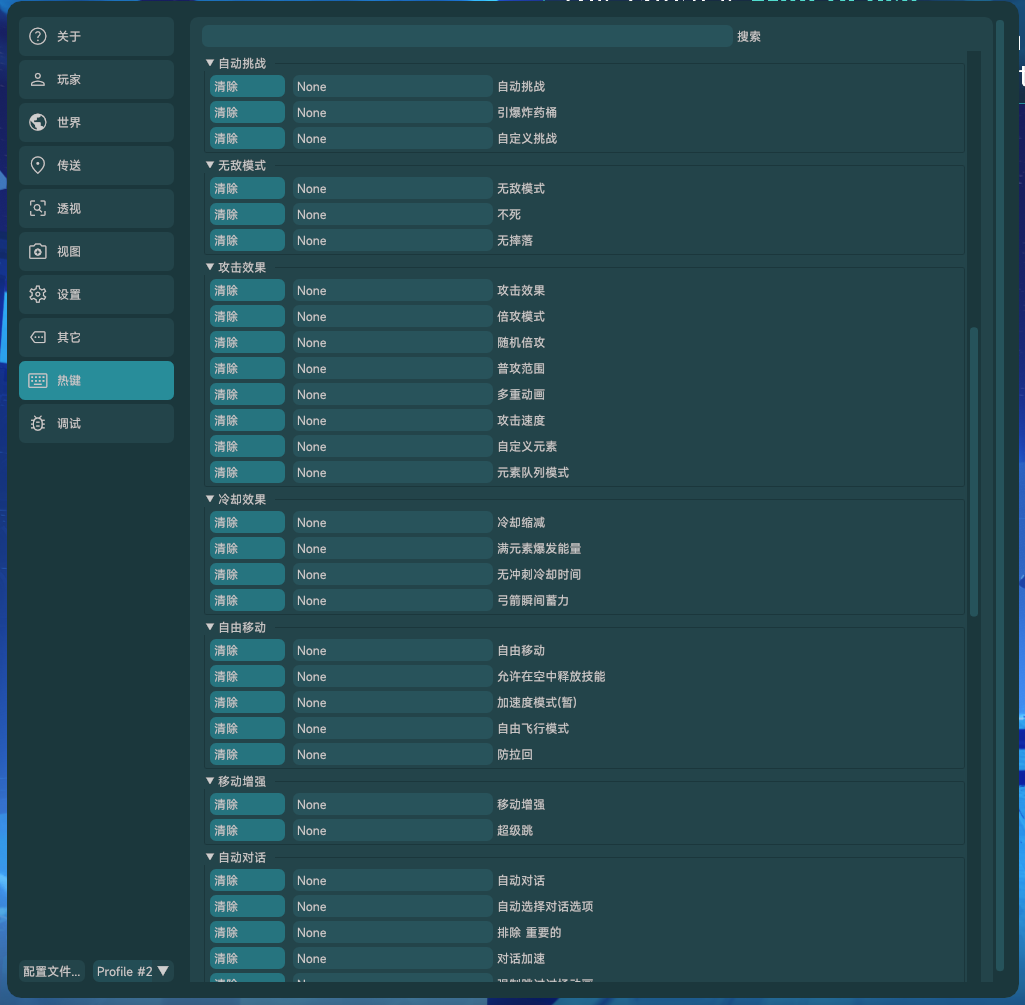 关于
玩家
世界
传送
透视
视图
设置
其它
热键
调试
配置文件... Profile #2 ▼
搜索
▼ 自动挑战
清除 None 自动挑战
清除 None 引爆炸药桶
清除 None 自定义挑战
▼ 无敌模式
清除 None 无敌模式
清除 None 不死
清除 None 无摔落
▼ 攻击效果
清除 None 攻击效果
清除 None 倍攻模式
清除 None 随机倍攻
清除 None 普攻范围
清除 None 多重动画
清除 None 攻击速度
清除 None 自定义元素
清除 None 元素队列模式
▼ 冷却效果
清除 None 冷却缩减
清除 None 满元素爆发能量
清除 None 无冲刺冷却时间
清除 None 弓箭瞬间蓄力
▼ 自由移动
清除 None 自由移动
清除 None 允许在空中释放技能
清除 None 加速度模式(暂)
清除 None 自由飞行模式
清除 None 防拉回
▼ 移动增强
清除 None 移动增强
清除 None 超级跳
▼ 自动对话
清除 None 自动对话
清除 None 自动选择对话选项
清除 None 排除 重要的
清除 None 对话加速